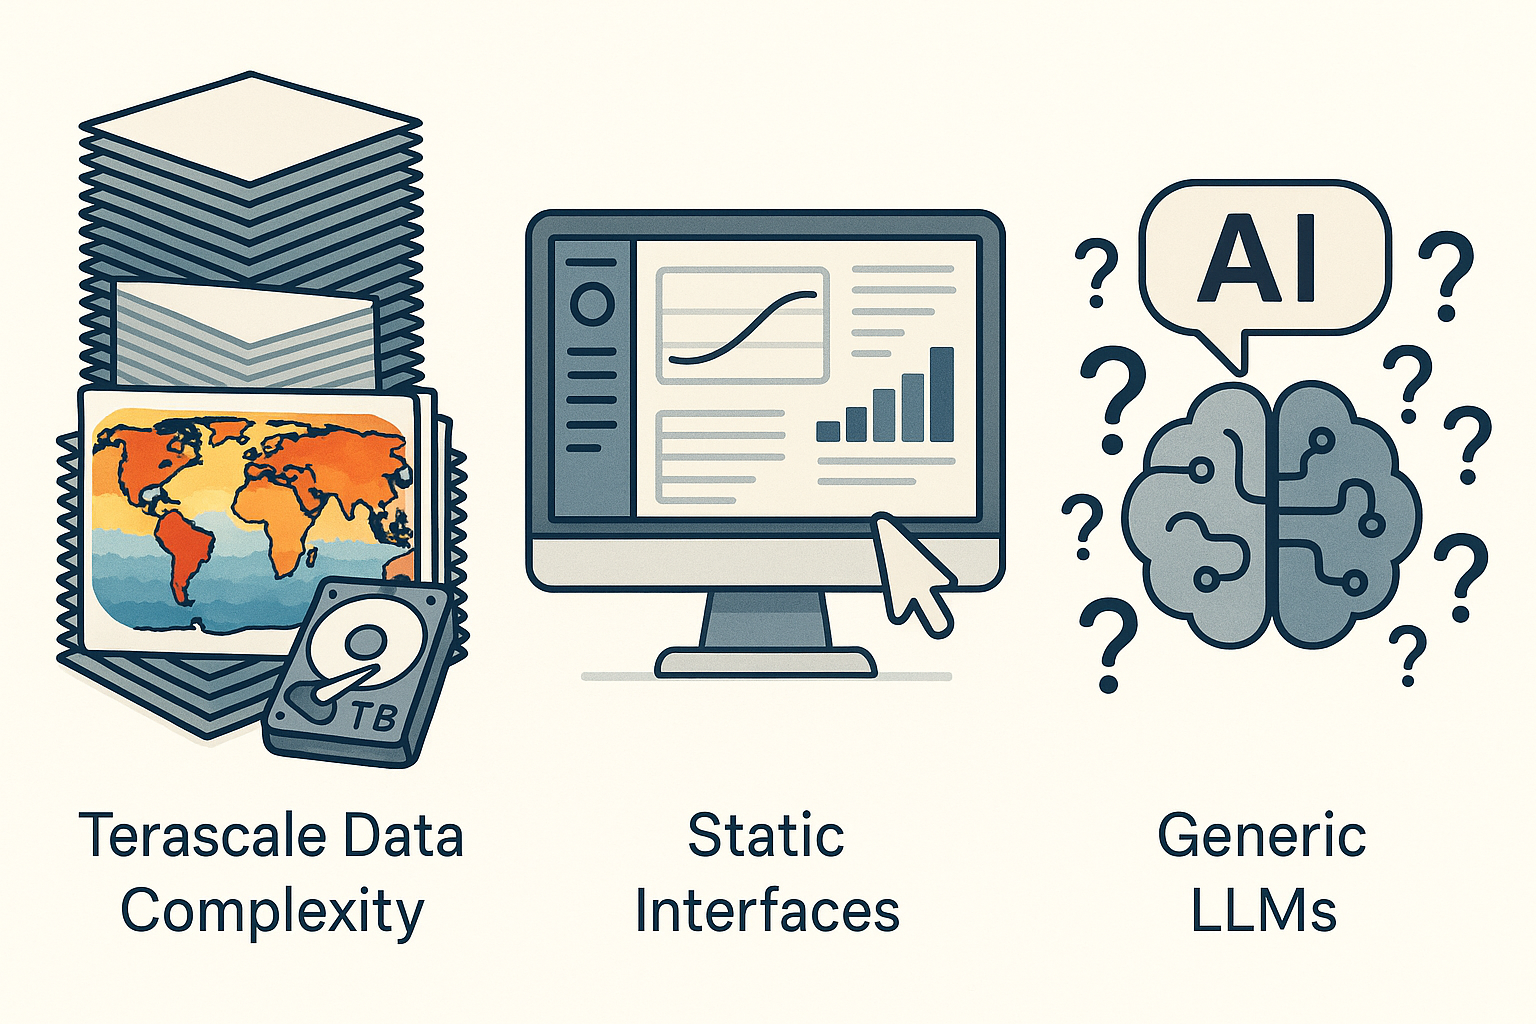 TB
AI
? ? ? ? ? ? ? ? ?
Terascale Data
Complexity
Static
Interfaces
Generic
LLMs